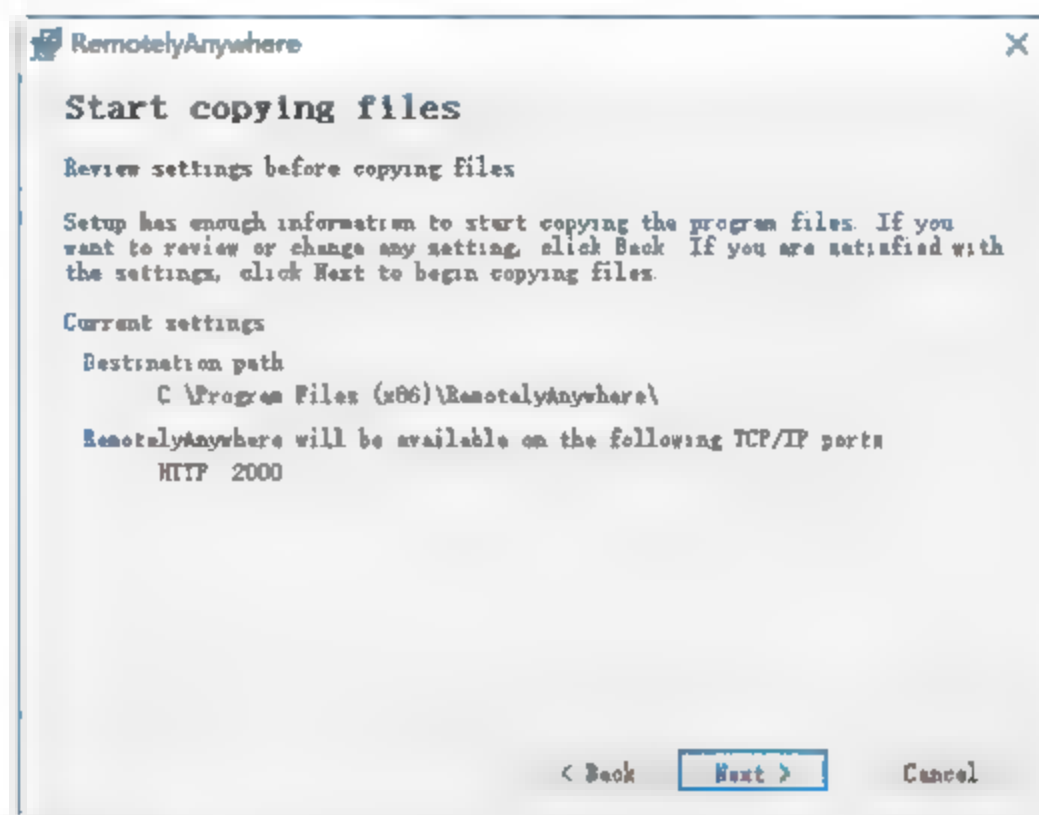 RemotelyAnywhere
Start copying files
Review settings before copying files
Setup has enough information to start copying the program files. If you
want to review or change any setting, click Back. If you are satisfied with
the settings, click Next to begin copying files.
Current settings
Destination path
C:\Program Files (x86)\RemotelyAnywhere\
RemotelyAnywhere will be available on the following TCP/IP ports
HTTP 2000
< Back
Next >
Cancel